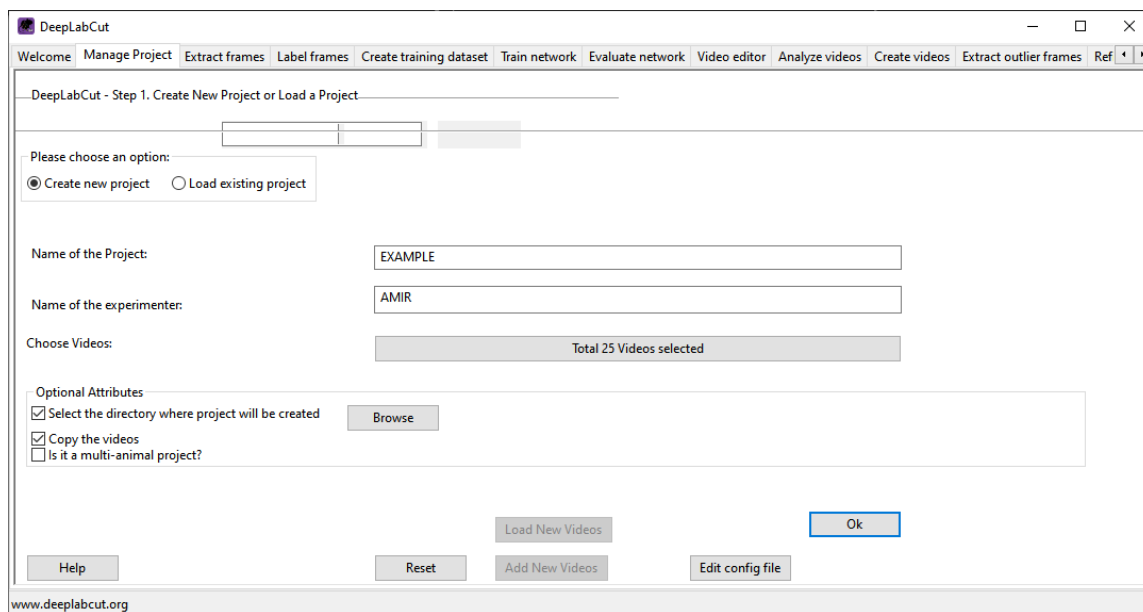 DeepLabCut
Welcome Manage Project Extract frames Label frames Create training dataset Train network Evaluate network Video editor Analyze videos Create videos Extract outlier frames Ref
DeepLabCut - Step 1. Create New Project or Load a Project
Please choose an option:
Create new project Load existing project
Name of the Project: EXAMPLE
Name of the experimenter: AMIR
Choose Videos: Total 25 Videos selected
Optional Attributes
Select the directory where project will be created Browse
Copy the videos
Is it a multi-animal project?
Load New Videos Ok
Help Reset Add New Videos Edit config file
www.deeplabcut.org